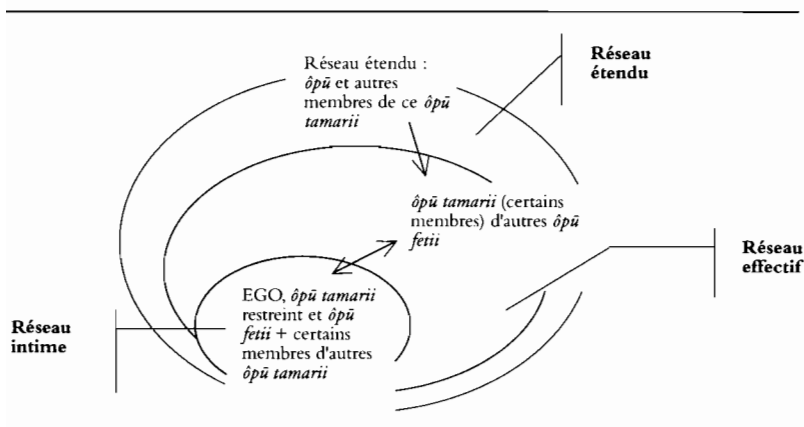 Réseau étendu :
ôpū et autres
membres de ce ôpū
tamarii
Réseau
étendu
ôpū tamarii (certains
membres) d'autres ôpū
fetii
Réseau
effectif
EGO, ôpū tamarii
restreint et ôpū
fetii + certains
membres d'autres
ôpū tamarii
Réseau
intime